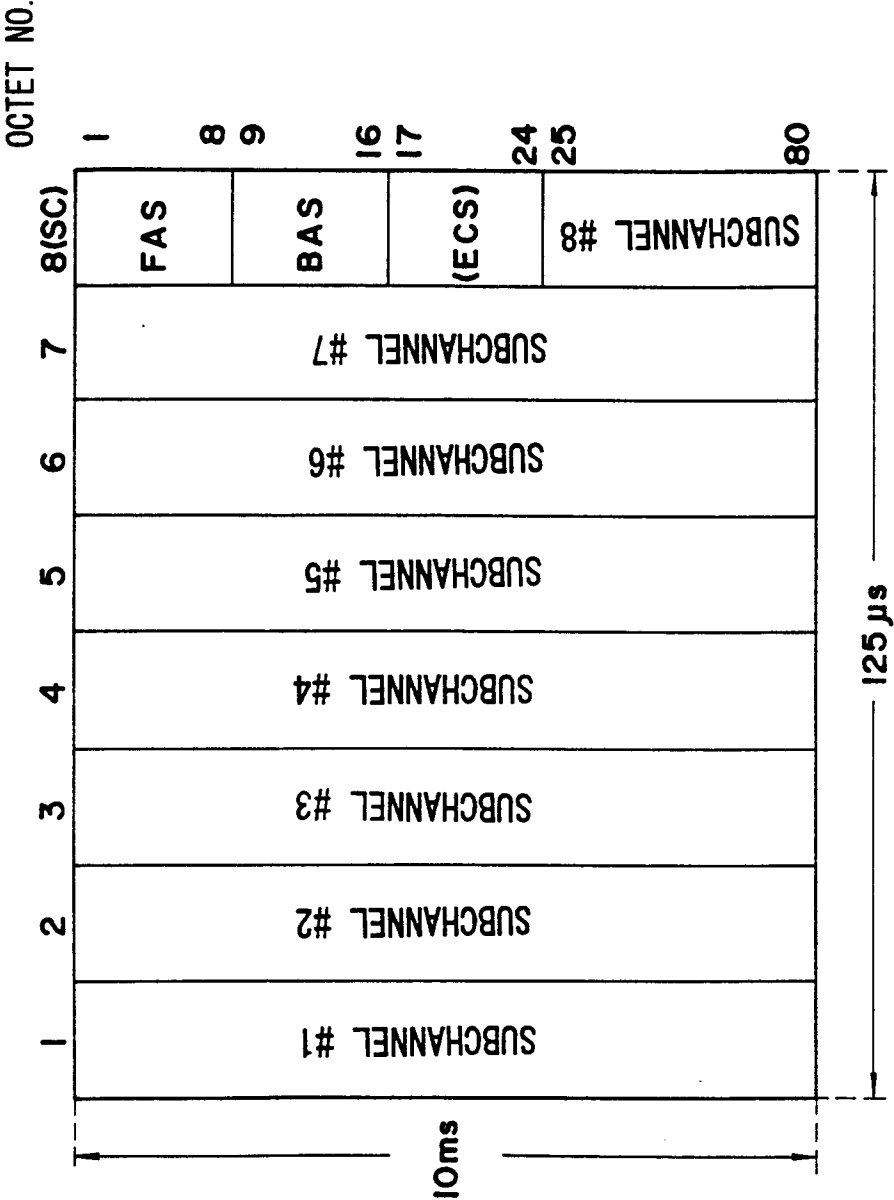 OCTET NO.
1
2
3
4
5
6
7
8(SC)
SUBCHANNEL #1
SUBCHANNEL #2
SUBCHANNEL #3
SUBCHANNEL #4
SUBCHANNEL #5
SUBCHANNEL #6
SUBCHANNEL #7
FAS
BAS
(ECS)
SUBCHANNEL #8
1
8
9
16
17
24
25
80
10ms
125 µs